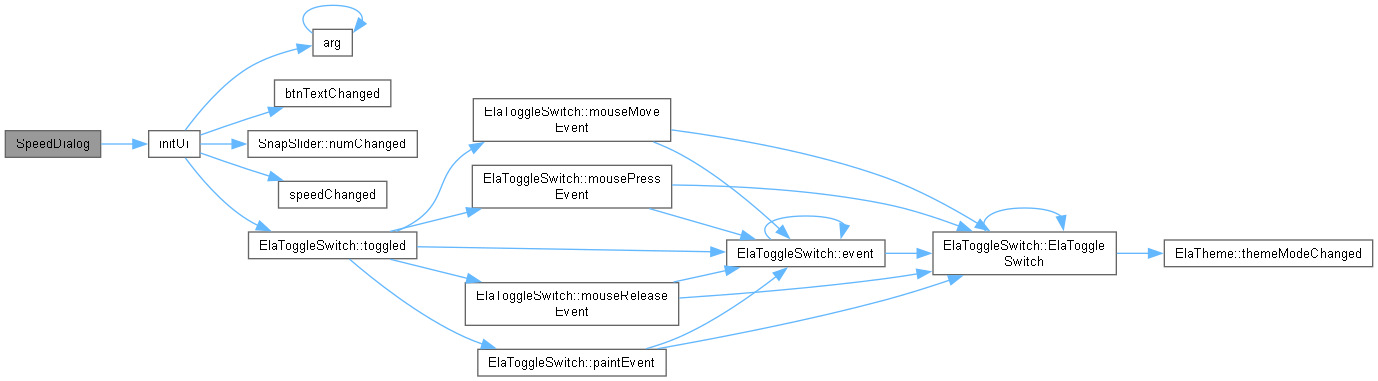 arg
btnTextChanged
SpeedDialog
initUi
SnapSlider::numChanged
speedChanged
ElaToggleSwitch::toggled
ElaToggleSwitch::mouseMove
Event
ElaToggleSwitch::mousePress
Event
ElaToggleSwitch::event
ElaToggleSwitch::mouseRelease
Event
ElaToggleSwitch::paintEvent
ElaToggleSwitch::ElaToggle
Switch
ElaTheme::themeModeChanged